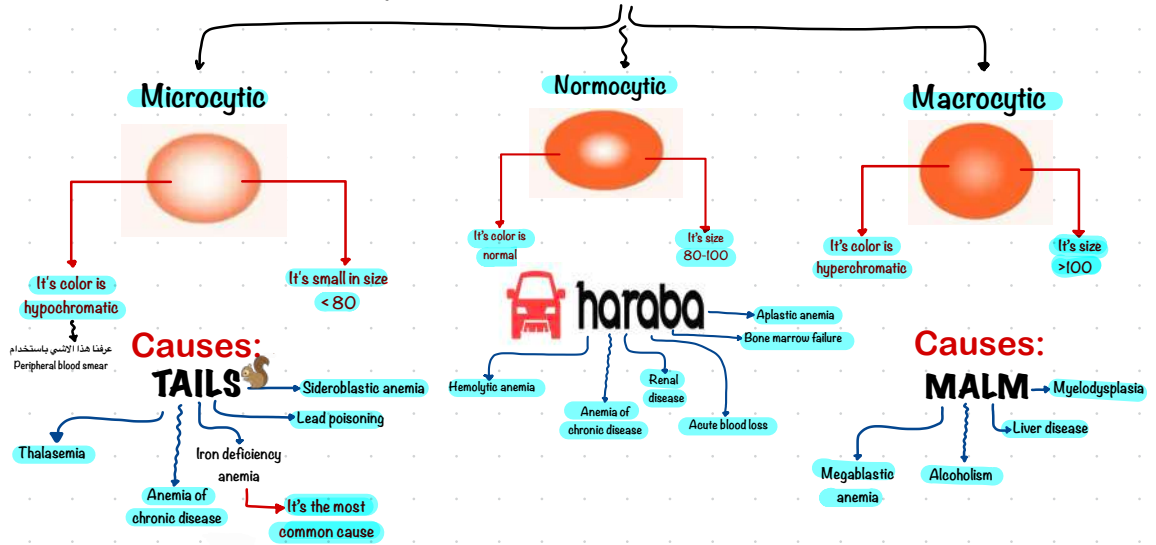 Microcytic
Normocytic
Macrocytic
It's color is
hypochromatic
It's small in size
<80
عرفنا هذا الاشي باستخدام
Peripheral blood smear
Causes:
TAILS
Sideroblastic anemia
Lead poisoning
Iron deficiency
anemia
It's the most
common cause
Anemia of
chronic disease
Thalasemia
It's color is
normal
It's size
80-100
haraba
Aplastic anemia
Bone marrow failure
Hemolytic anemia
Anemia of
chronic disease
Renal
disease
Acute blood loss
It's color is
hyperchromatic
It's size
>100
Causes:
MALM
Myelodysplasia
Liver disease
Alcoholism
Megablastic
anemia